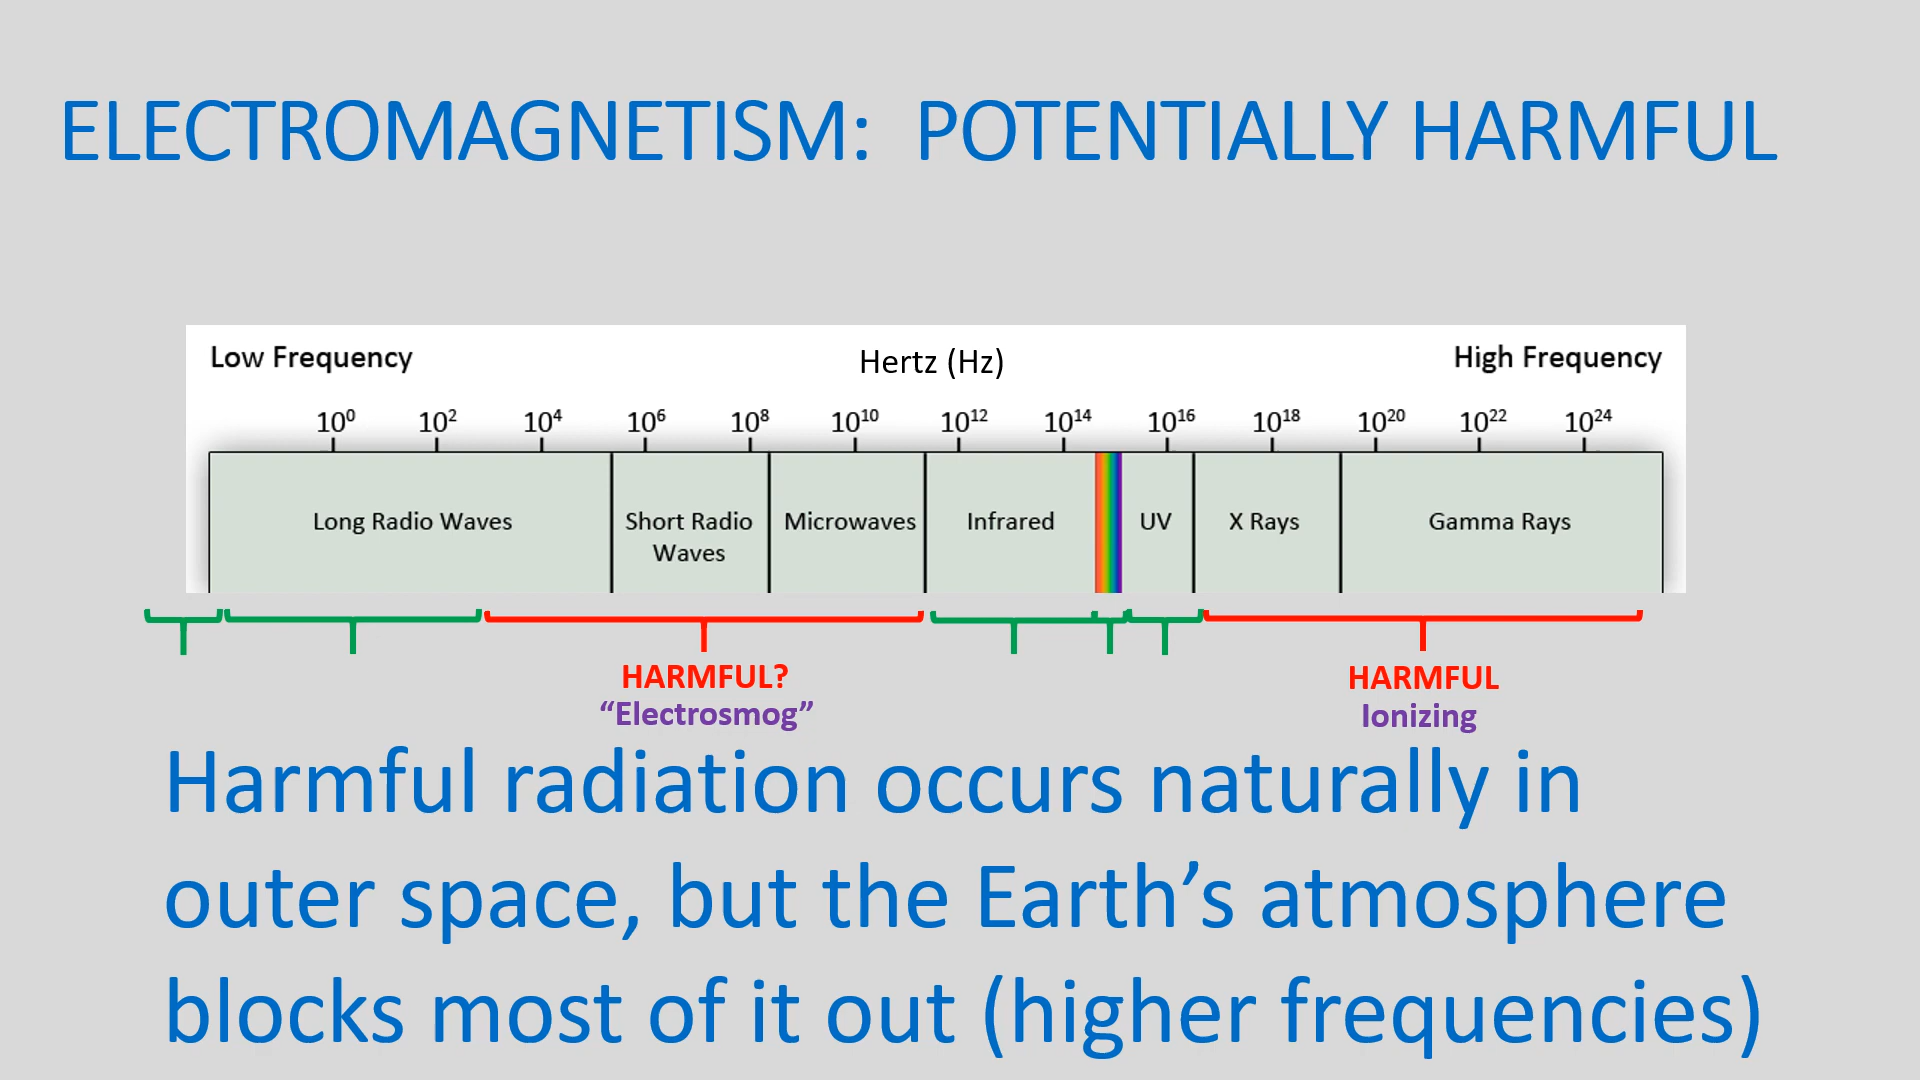 ELECTROMAGNETISM:  POTENTIALLY HARMFUL
Low Frequency Hertz (Hz) High Frequency
10⁰ 10² 10⁴ 10⁶ 10⁸ 10¹⁰ 10¹² 10¹⁴ 10¹⁶ 10¹⁸ 10²⁰ 10²² 10²⁴
Long Radio Waves Short Radio Microwaves Infrared UV X Rays Gamma Rays
Waves
HARMFUL? HARMFUL
“Electrosmog” Ionizing
Harmful radiation occurs naturally in
outer space, but the Earth’s atmosphere
blocks most of it out (higher frequencies)